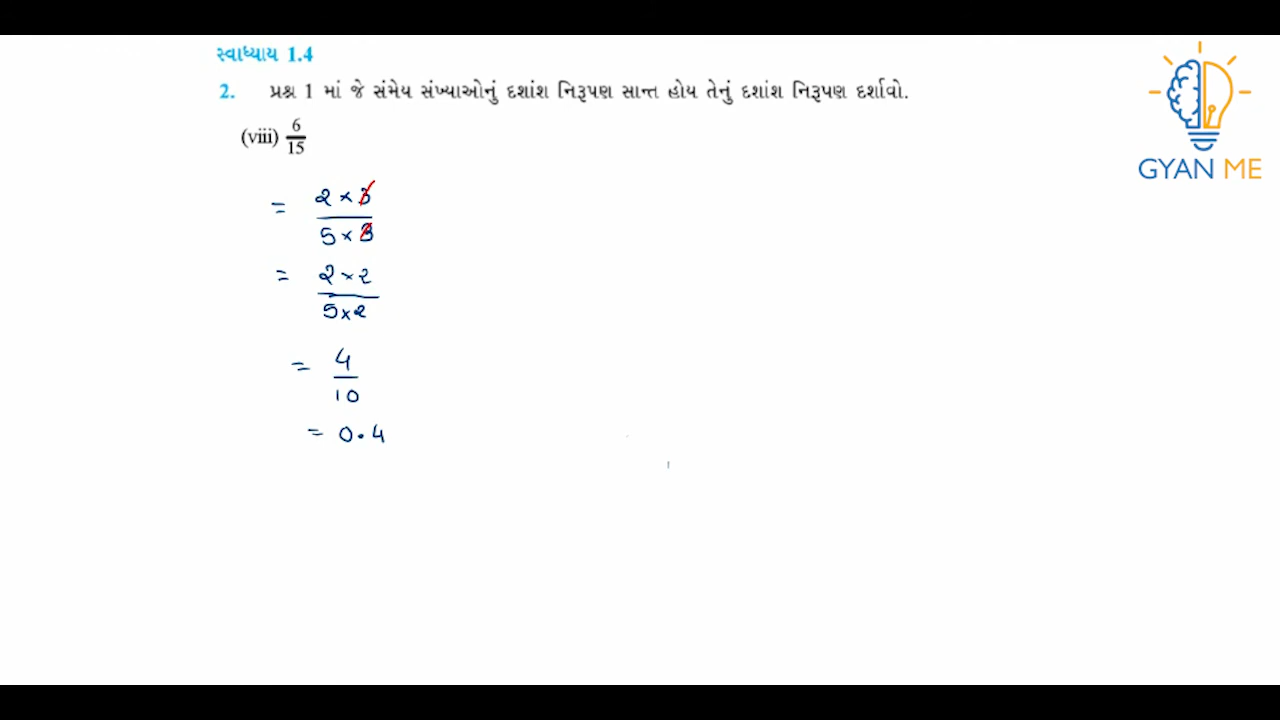 સ્વાધ્યાય 1.4
2. પ્રશ્ન 1 માં જે સંમેય સંખ્યાઓનું દશાંશ નિરૂપણ સાન્ત હોય તેનું દશાંશ નિરૂપણ દર્શાવો.
(viii) 6/15
= 2 × 3 / 5 × 3
= 2 × 2 / 5 × 2
= 4 / 10
= 0.4
GYAN ME